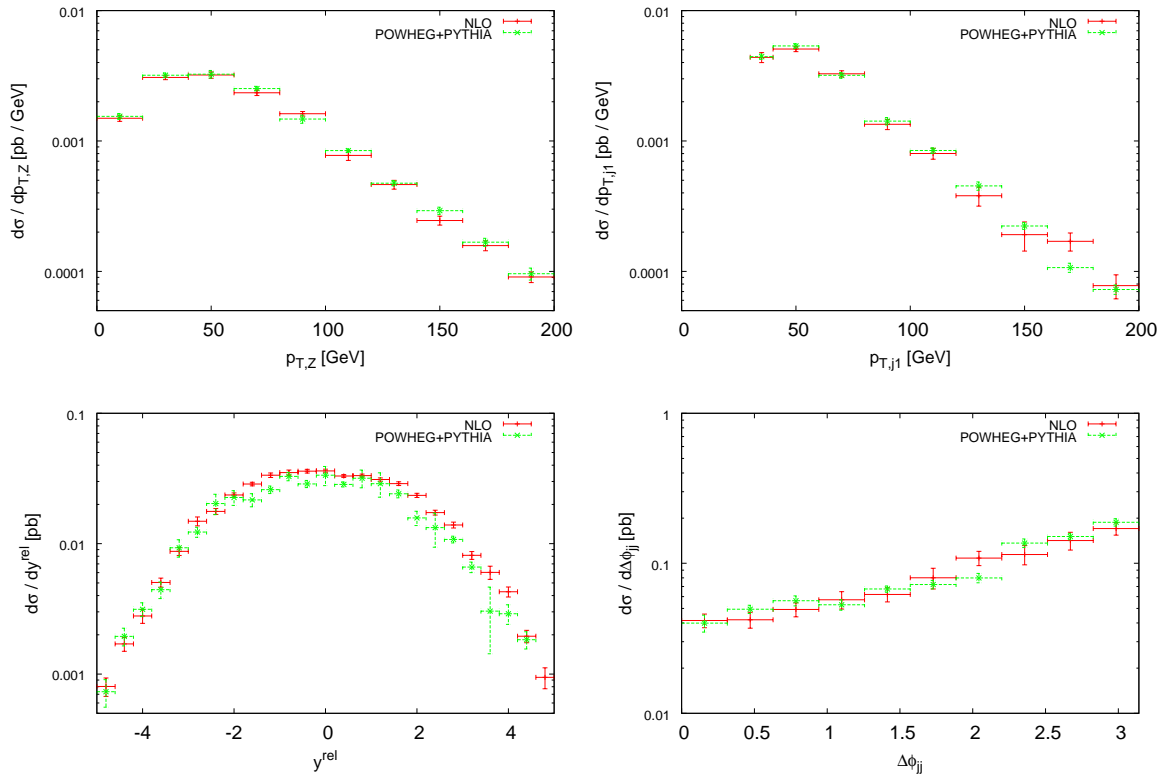 0.01
0.001
0.0001
dσ / dp_T,Z [pb / GeV]
0 50 100 150 200
p_T,Z [GeV]
NLO
POWHEG+PYTHIA
0.01
0.001
0.0001
dσ / dp_T,j1 [pb / GeV]
0 50 100 150 200
p_T,j1 [GeV]
NLO
POWHEG+PYTHIA
0.1
0.01
0.001
dσ / dy^rel [pb]
-4 -2 0 2 4
y^rel
NLO
POWHEG+PYTHIA
1
0.1
0.01
dσ / dΔϕ_jj [pb]
0 0.5 1 1.5 2 2.5 3
Δϕ_jj
NLO
POWHEG+PYTHIA